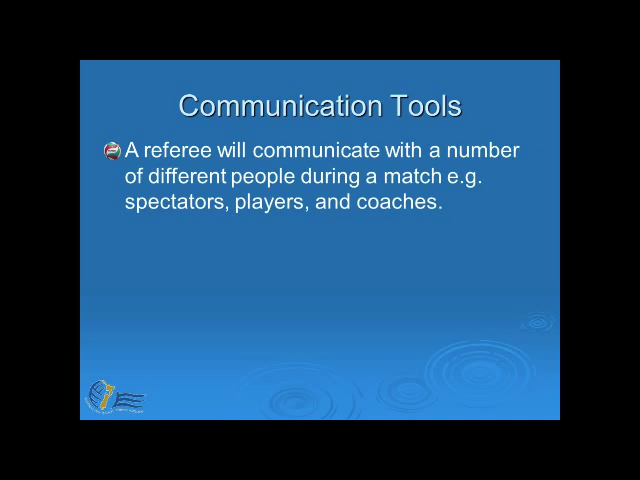 Communication Tools
A referee will communicate with a number
of different people during a match e.g.
spectators, players, and coaches.